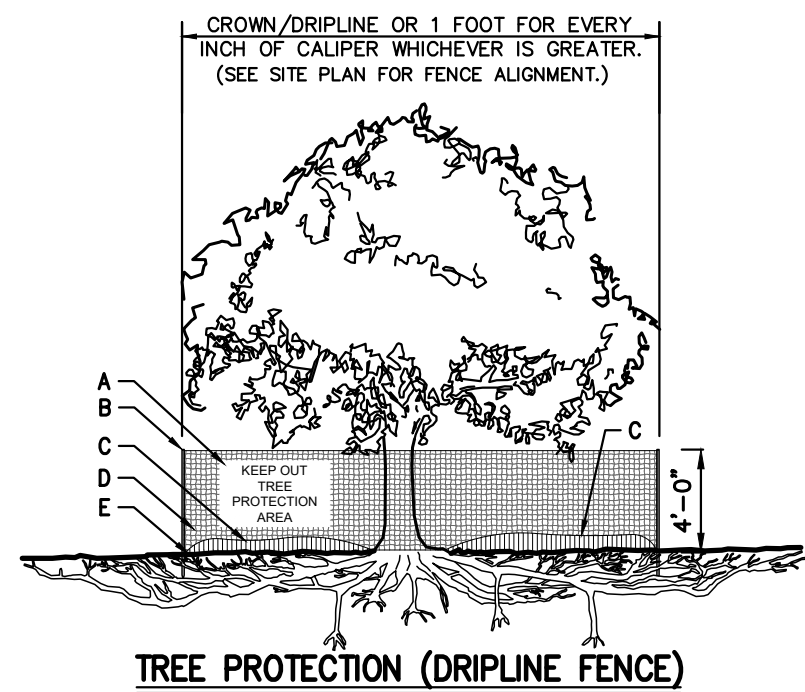 CROWN/DRIPLINE OR 1 FOOT FOR EVERY
INCH OF CALIPER WHICHEVER IS GREATER.
(SEE SITE PLAN FOR FENCE ALIGNMENT.)
A
B
C
D
E
KEEP OUT
TREE
PROTECTION
AREA
C
4'-0"
TREE PROTECTION (DRIPLINE FENCE)